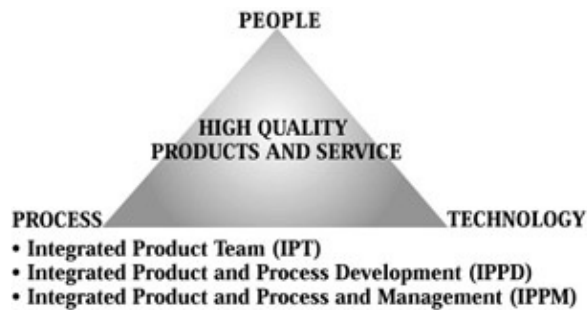 PEOPLE
HIGH QUALITY
PRODUCTS AND SERVICE
PROCESS TECHNOLOGY
• Integrated Product Team (IPT)
• Integrated Product and Process Development (IPPD)
• Integrated Product and Process and Management (IPPM)